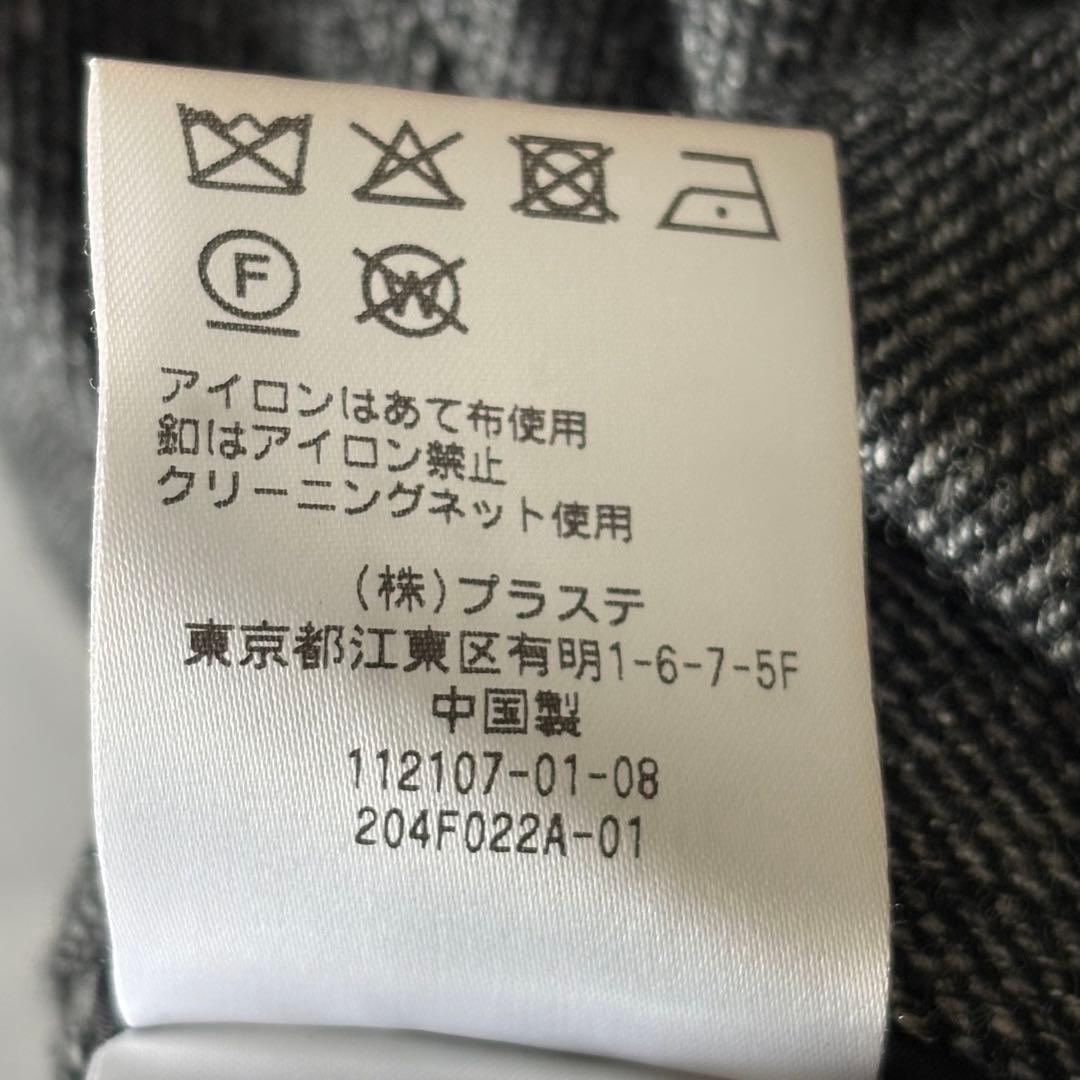 F W
アイロンはあて布使用
釦はアイロン禁止
クリーニングネット使用
(株)プラステ
東京都江東区有明1-6-7-5F
中国製
112107-01-08
204F022A-01